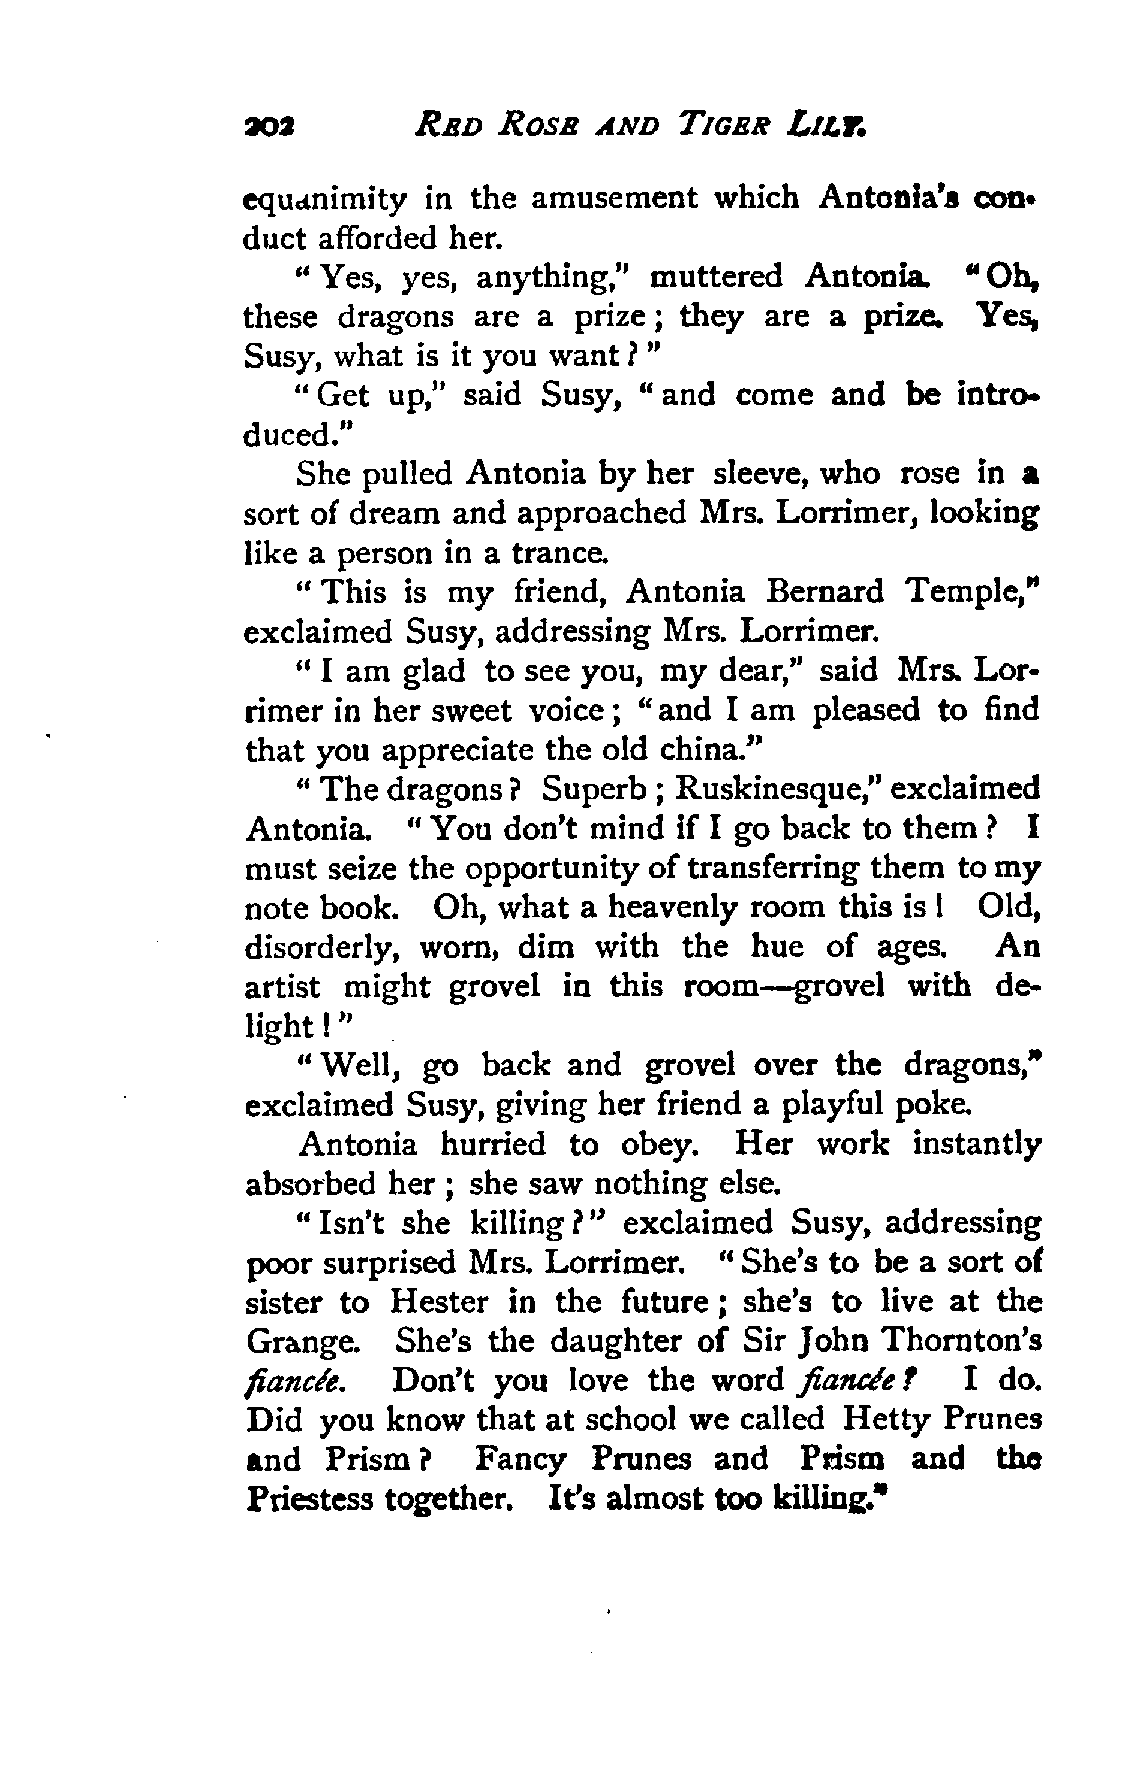 202 RED ROSE AND TIGER LILY.
equanimity in the amusement which Antonia's con-
duct afforded her.
" Yes, yes, anything," muttered Antonia. " Oh,
these dragons are a prize ; they are a prize. Yes,
Susy, what is it you want ? "
" Get up," said Susy, " and come and be intro-
duced."
She pulled Antonia by her sleeve, who rose in a
sort of dream and approached Mrs. Lorrimer, looking
like a person in a trance.
" This is my friend, Antonia Bernard Temple,"
exclaimed Susy, addressing Mrs. Lorrimer.
" I am glad to see you, my dear," said Mrs. Lor-
rimer in her sweet voice ; " and I am pleased to find
that you appreciate the old china."
" The dragons ? Superb ; Ruskinesque," exclaimed
Antonia. " You don't mind if I go back to them ? I
must seize the opportunity of transferring them to my
note book. Oh, what a heavenly room this is ! Old,
disorderly, worn, dim with the hue of ages. An
artist might grovel in this room—grovel with de-
light ! "
" Well, go back and grovel over the dragons,"
exclaimed Susy, giving her friend a playful poke.
Antonia hurried to obey. Her work instantly
absorbed her ; she saw nothing else.
" Isn't she killing ? " exclaimed Susy, addressing
poor surprised Mrs. Lorrimer. " She's to be a sort of
sister to Hester in the future ; she's to live at the
Grange. She's the daughter of Sir John Thornton's
fiancée. Don't you love the word fiancée ? I do.
Did you know that at school we called Hetty Prunes
and Prism ? Fancy Prunes and Prism and the
Priestess together. It's almost too killing."